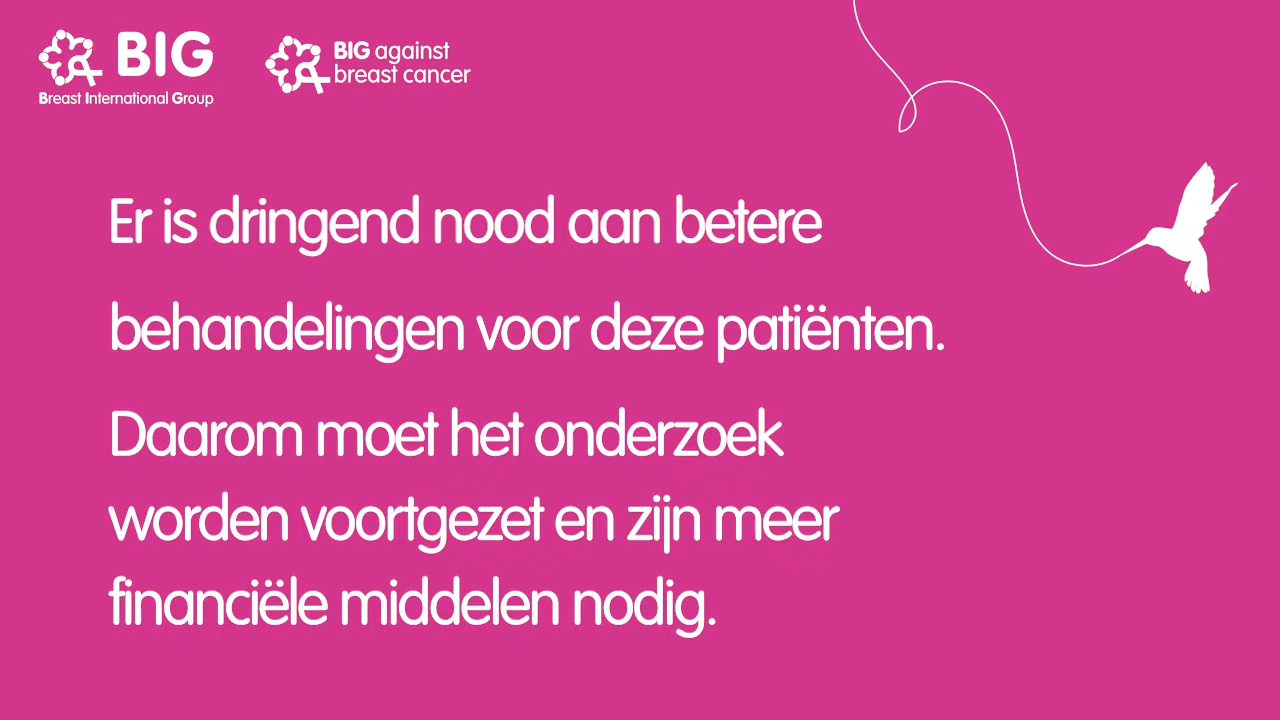 BIG
Breast International Group
BIG against
breast cancer
Er is dringend nood aan betere
behandelingen voor deze patiënten.
Daarom moet het onderzoek
worden voortgezet en zijn meer
financiële middelen nodig.